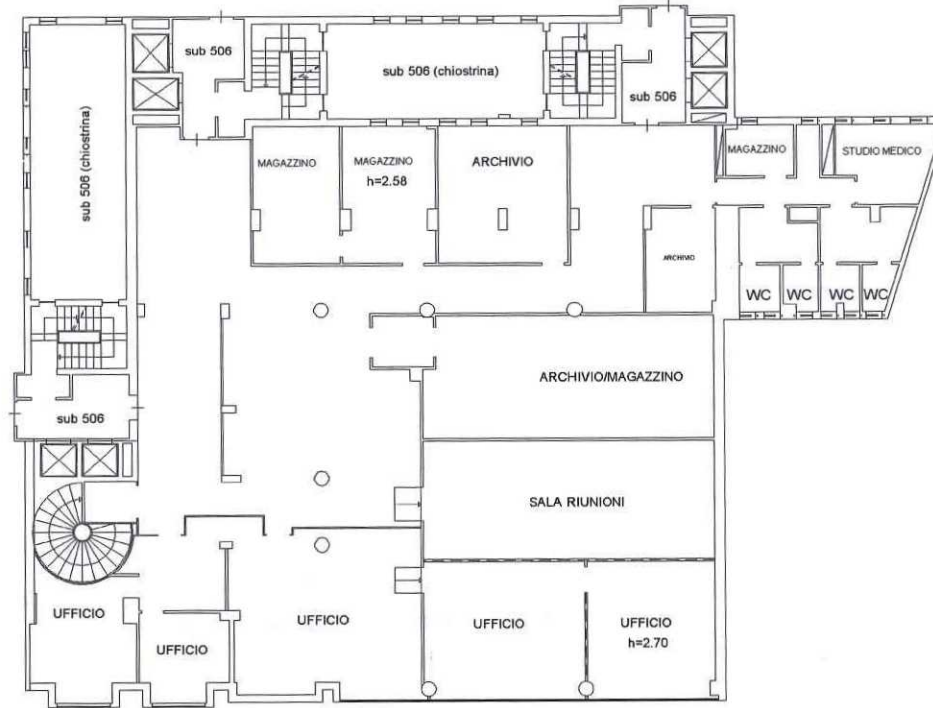 sub 506
sub 506 (chiostrina)
sub 506
sub 506 (chiostrina)
MAGAZZINO
MAGAZZINO
h=2.58
ARCHIVIO
MAGAZZINO
STUDIO MEDICO
ARCHIVIO
WC
WC
WC
WC
ARCHIVIO/MAGAZZINO
sub 506
SALA RIUNIONI
UFFICIO
UFFICIO
UFFICIO
UFFICIO
UFFICIO
h=2.70